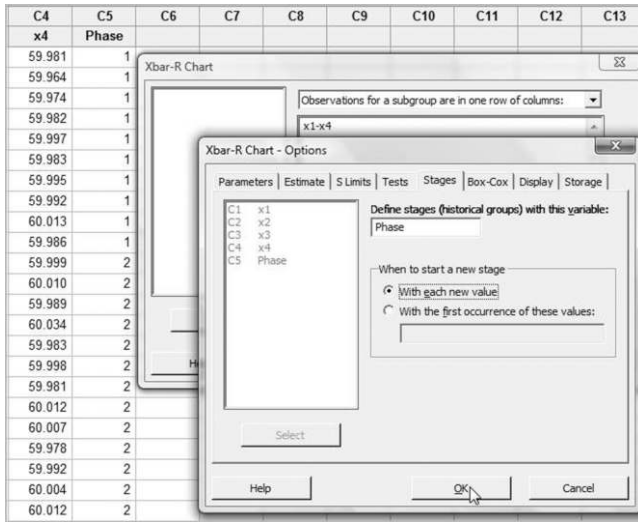 C4 C5 C6 C7 C8 C9 C10 C11 C12 C13
x4 Phase
59.981 1
59.964 1
59.974 1
59.982 1
59.997 1
59.983 1
59.995 1
59.992 1
60.013 1
59.986 1
59.999 2
60.010 2
59.989 2
60.034 2
59.983 2
59.998 2
59.981 2
60.012 2
60.007 2
59.978 2
59.992 2
60.004 2
60.012 2
Xbar-R Chart
Observations for a subgroup are in one row of columns:
x1-x4
Xbar-R Chart - Options
Parameters Estimate S Limits Tests Stages Box-Cox Display Storage
C1 x1
C2 x2
C3 x3
C4 x4
C5 Phase
Define stages (historical groups) with this variable:
Phase
When to start a new stage
With each new value
With the first occurrence of these values:
Select
Help OK Cancel